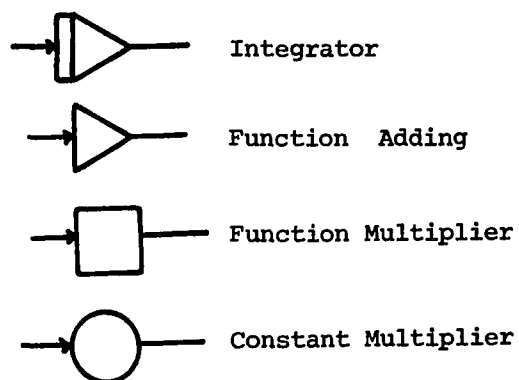 Integrator
Function Adding
Function Multiplier
Constant Multiplier